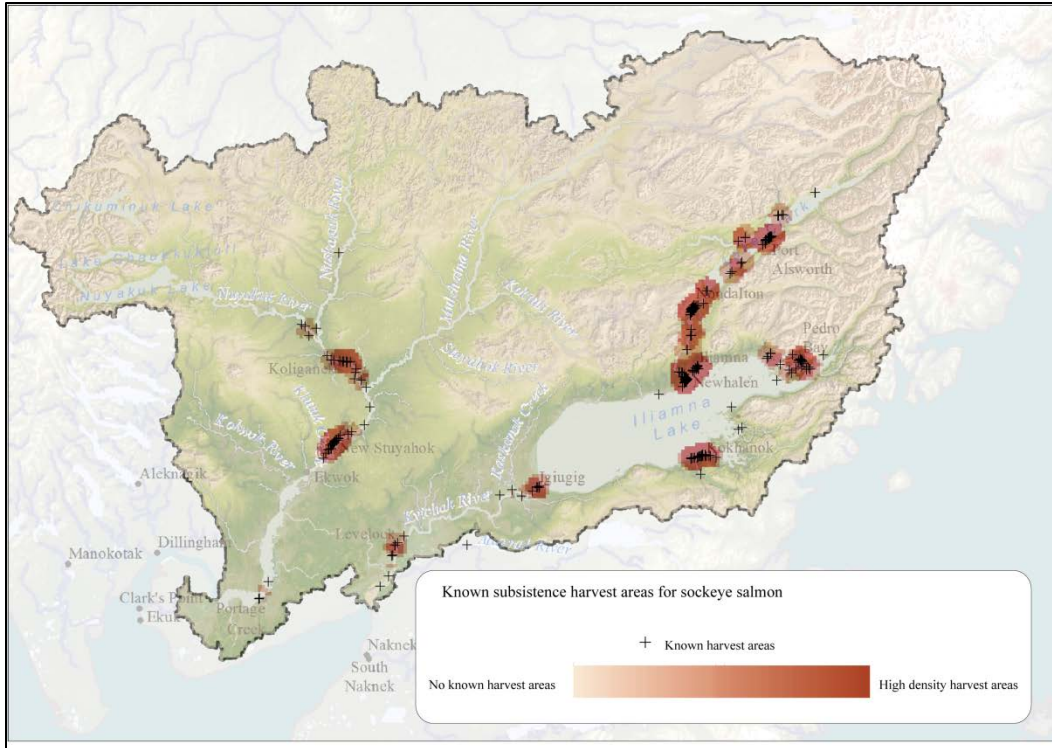 Chikuminuk Lake
Lake Chauekuktuli
Nuyakuk Lake
Nuyakuk River
Nushagak River
Mulchatna River
Koktuli River
Stuyahok River
Koliganek
Kokwok River
New Stuyahok
Ekwok
Aleknagik
Manokotak
Dillingham
Clark's Point
Ekuk
Portage
Creek
Levelock
Kvichak River
Kaskanak Creek
Igiugig
Alagnak River
Naknek
South
Naknek
Port
Alsworth
Nondalton
Pedro
Bay
Iliamna
Newhalen
Iliamna
Lake
Kokhanok
Known subsistence harvest areas for sockeye salmon
+ Known harvest areas
No known harvest areas
High density harvest areas